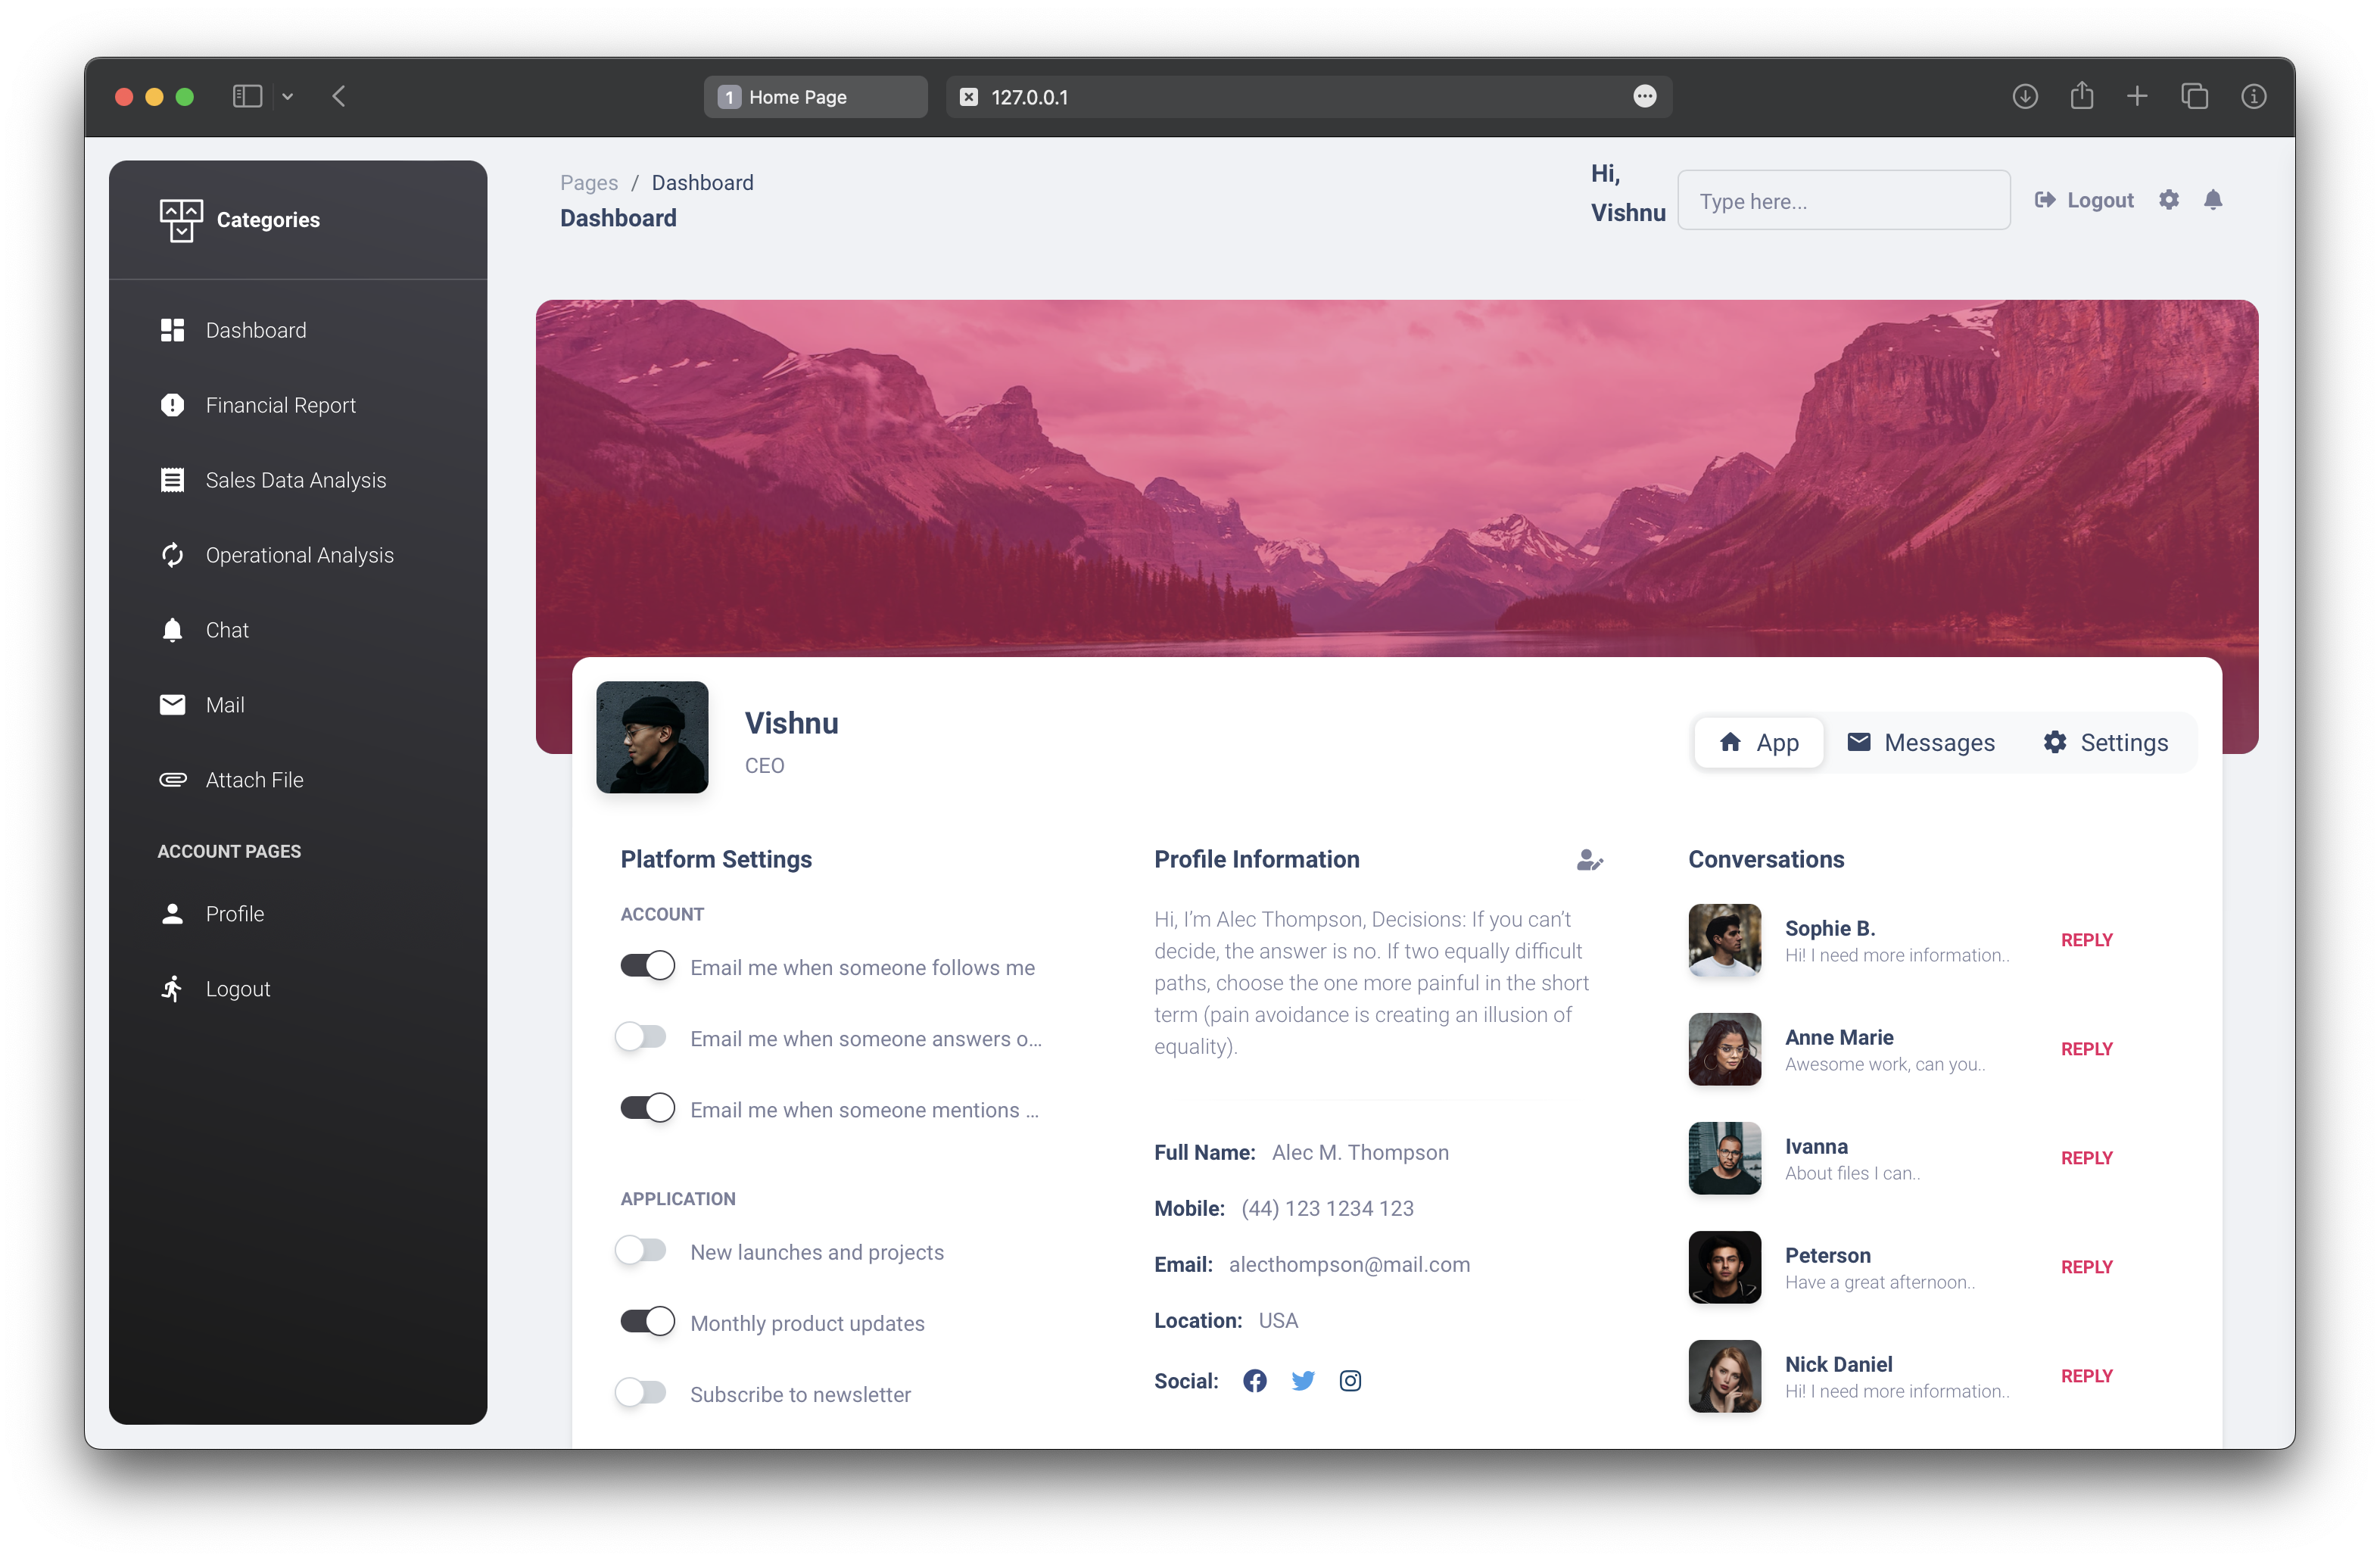 1 Home Page
127.0.0.1
Categories
Dashboard
Financial Report
Sales Data Analysis
Operational Analysis
Chat
Mail
Attach File
ACCOUNT PAGES
Profile
Logout
Pages / Dashboard
Dashboard
Hi,
Vishnu
Type here...
Logout
Vishnu
CEO
App
Messages
Settings
Platform Settings
ACCOUNT
Email me when someone follows me
Email me when someone answers o...
Email me when someone mentions ...
APPLICATION
New launches and projects
Monthly product updates
Subscribe to newsletter
Profile Information
Hi, I’m Alec Thompson, Decisions: If you can’t
decide, the answer is no. If two equally difficult
paths, choose the one more painful in the short
term (pain avoidance is creating an illusion of
equality).
Full Name: Alec M. Thompson
Mobile: (44) 123 1234 123
Email: alecthompson@mail.com
Location: USA
Social:
Conversations
Sophie B.
Hi! I need more information..
REPLY
Anne Marie
Awesome work, can you..
REPLY
Ivanna
About files I can..
REPLY
Peterson
Have a great afternoon..
REPLY
Nick Daniel
Hi! I need more information..
REPLY